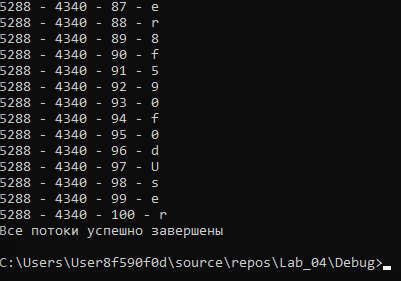 5288 - 4340 - 87 - e
5288 - 4340 - 88 - r
5288 - 4340 - 89 - 8
5288 - 4340 - 90 - f
5288 - 4340 - 91 - 5
5288 - 4340 - 92 - 9
5288 - 4340 - 93 - 0
5288 - 4340 - 94 - f
5288 - 4340 - 95 - 0
5288 - 4340 - 96 - d
5288 - 4340 - 97 - U
5288 - 4340 - 98 - s
5288 - 4340 - 99 - e
5288 - 4340 - 100 - r
Все потоки успешно завершены
C:\Users\User8f590f0d\source\repos\Lab_04\Debug>